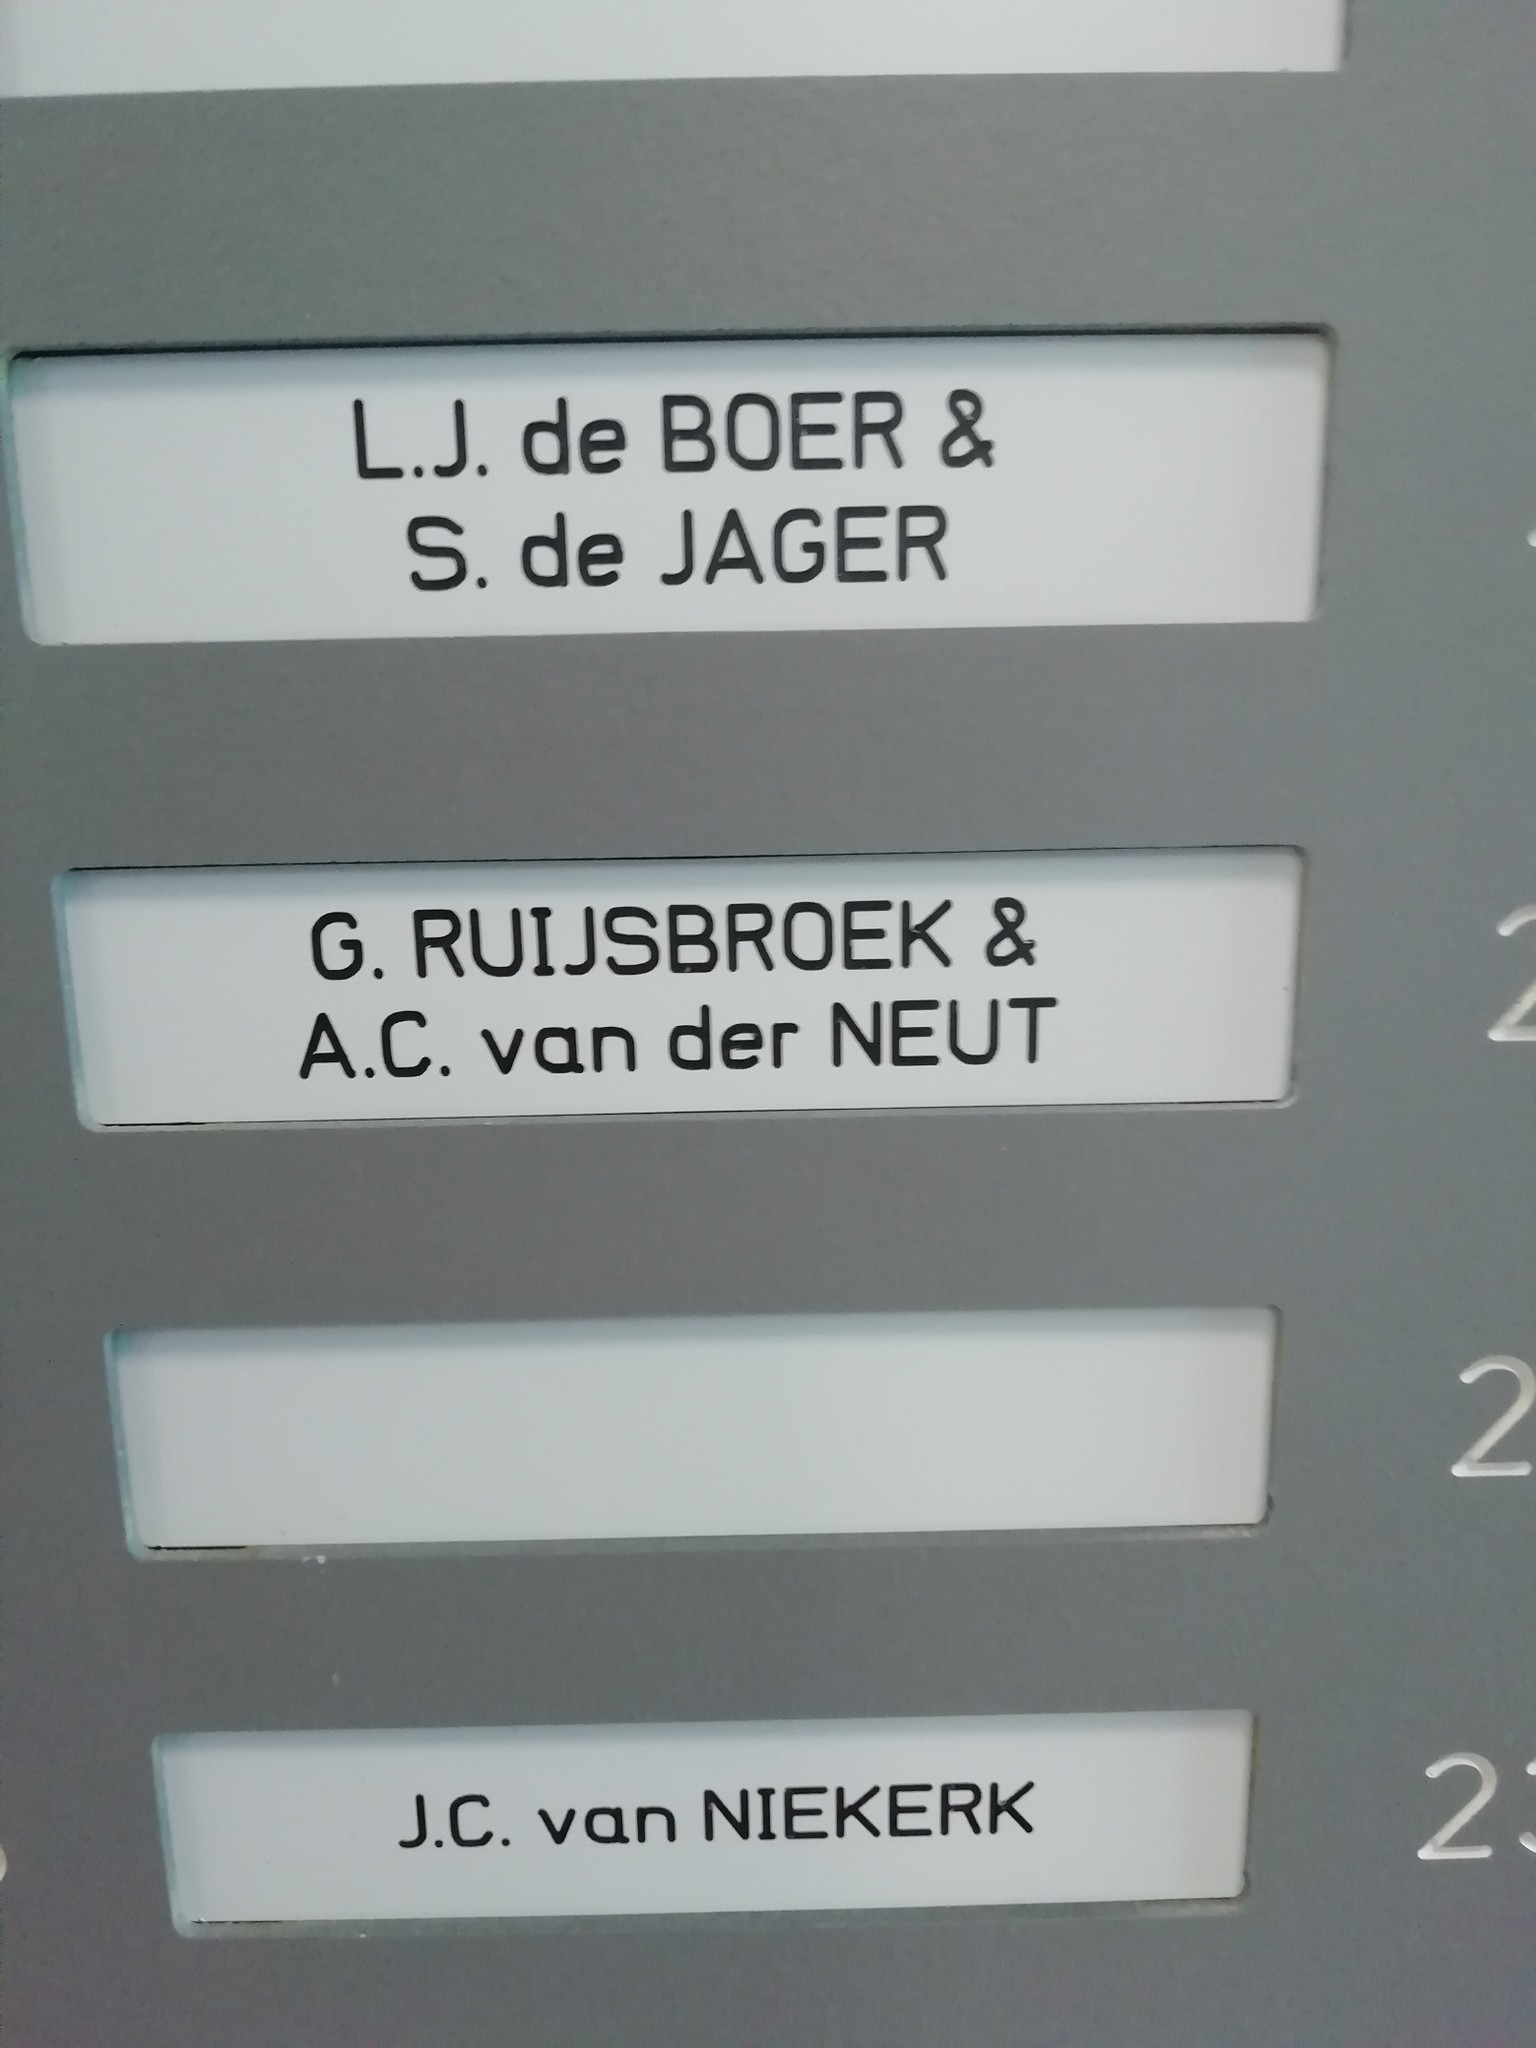 L.J. de BOER &
S. de JAGER
G. RUIJSBROEK &
A.C. van der NEUT
J.C. van NIEKERK